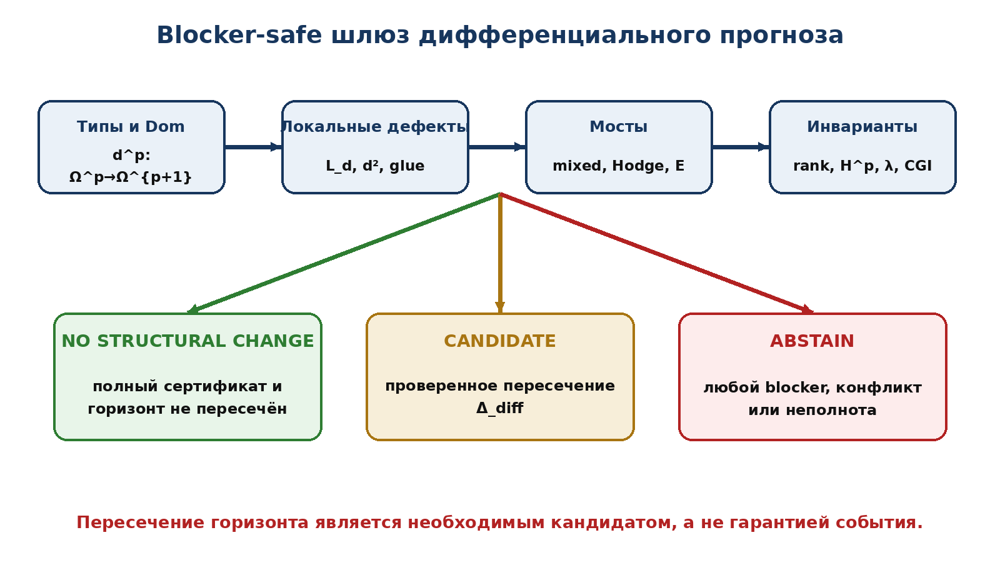 Blocker-safe шлюз дифференциального прогноза
Типы и Dom
d^p:
Ω^p→Ω^{p+1}
Локальные дефекты
L_d, d², glue
Мосты
mixed, Hodge, E
Инварианты
rank, H^p, λ, CGI
NO STRUCTURAL CHANGE
полный сертификат и
горизонт не пересечён
CANDIDATE
проверенное пересечение
Δ_diff
ABSTAIN
любой blocker, конфликт
или неполнота
Пересечение горизонта является необходимым кандидатом, а не гарантией события.